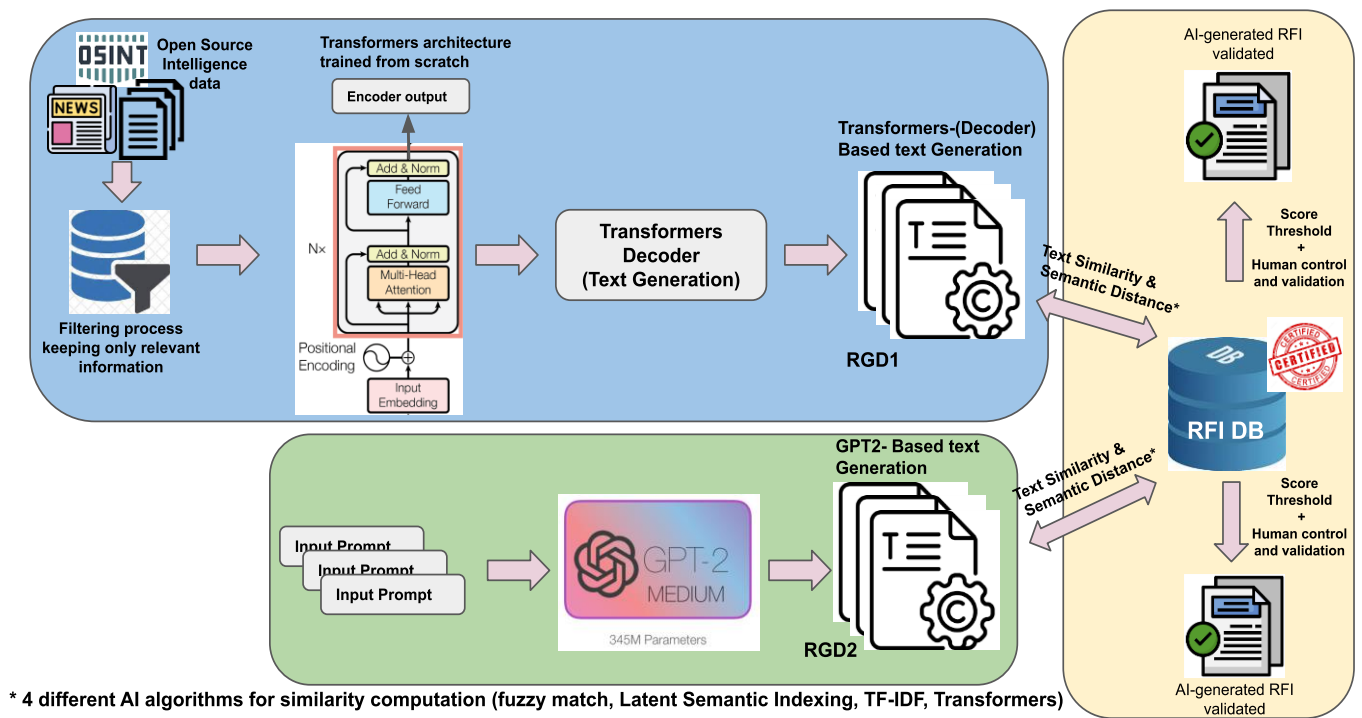 OSINT
Open Source
Intelligence
data
NEWS
Filtering process
keeping only relevant
information
Transformers architecture
trained from scratch
Encoder output
Add & Norm
Feed
Forward
N×
Add & Norm
Multi-Head
Attention
Positional
Encoding
Input
Embedding
Transformers
Decoder
(Text Generation)
Transformers-(Decoder)
Based text Generation
T
C
RGD1
Text Similarity &
Semantic Distance*
AI-generated RFI
validated
Score
Threshold
+
Human control
and validation
DB
CERTIFIED
CERTIFIED
CERTIFIED
RFI DB
Input Prompt
Input Prompt
Input Prompt
GPT-2
MEDIUM
345M Parameters
GPT2- Based text
Generation
T
C
RGD2
Text Similarity &
Semantic Distance*
Score
Threshold
+
Human control
and validation
AI-generated RFI
validated
* 4 different AI algorithms for similarity computation (fuzzy match, Latent Semantic Indexing, TF-IDF, Transformers)